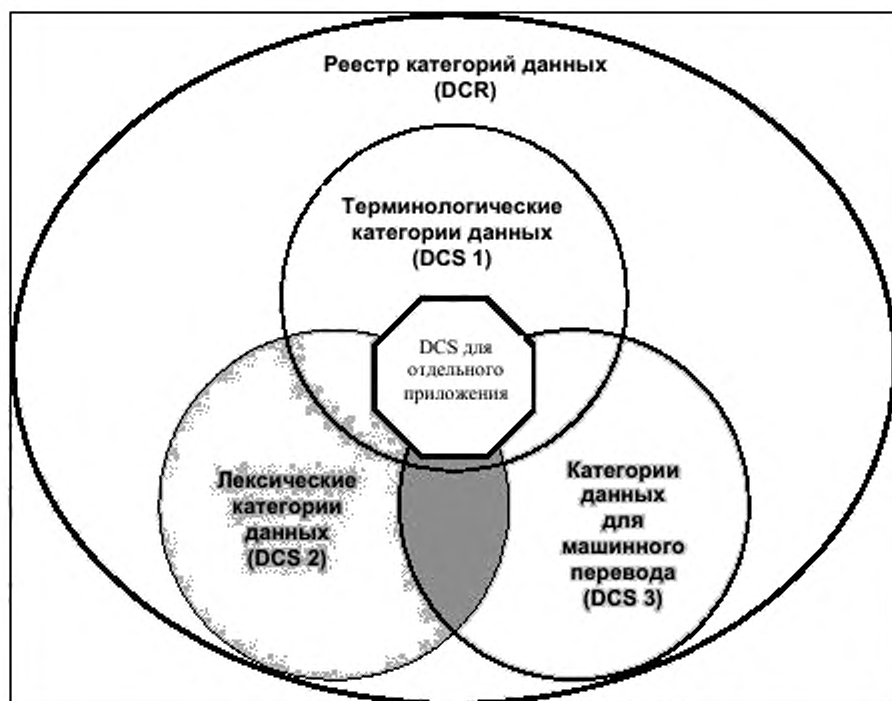 Реестр категорий данных
(DCR)
Терминологические
категории данных
(DCS 1)
DCS для
отдельного
приложения
Лексические
категории
данных
(DCS 2)
Категории
данных
для
машинного
перевода
(DCS 3)